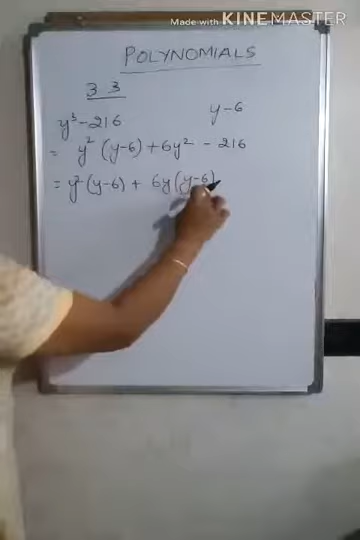 Made with KINEMASTER
POLYNOMIALS
3 3
y³ - 216 y - 6
= y² (y-6) + 6y² - 216
= y² (y-6) + 6y (y-6)